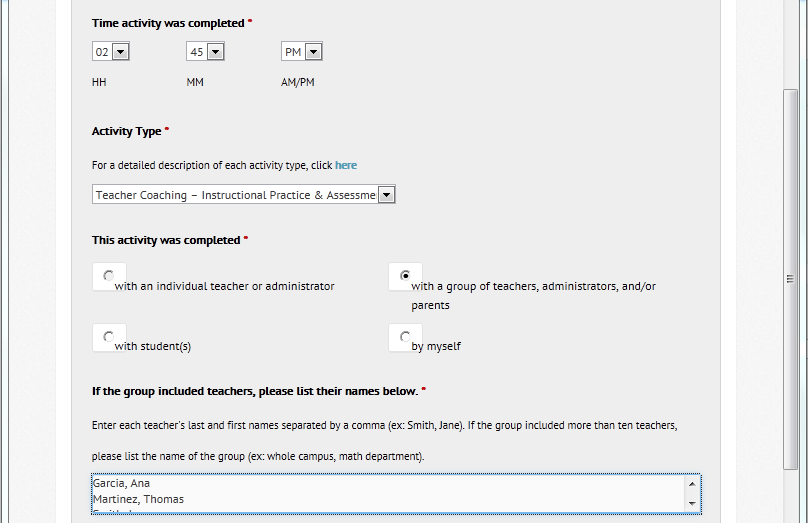 Time activity was completed *
02 45 PM
HH MM AM/PM
Activity Type *
For a detailed description of each activity type, click here
Teacher Coaching – Instructional Practice & Assessme
This activity was completed *
with an individual teacher or administrator
with a group of teachers, administrators, and/or
parents
with student(s)
by myself
If the group included teachers, please list their names below. *
Enter each teacher's last and first names separated by a comma (ex: Smith, Jane). If the group included more than ten teachers,
please list the name of the group (ex: whole campus, math department).
Garcia, Ana
Martinez, Thomas